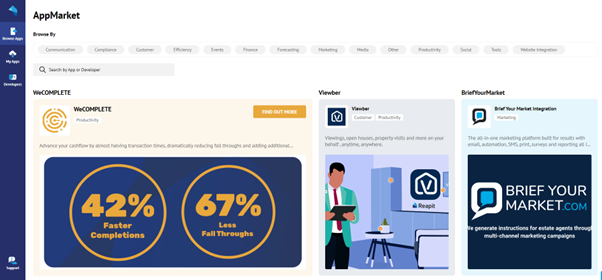 AppMarket
Browse Apps
My Apps
Developers
Support
Browse By
Communication
Compliance
Customer
Efficiency
Events
Finance
Forecasting
Marketing
Media
Other
Productivity
Social
Tools
Website Integration
Search by App or Developer
WeCOMPLETE
WeCOMPLETE
Productivity
FIND OUT MORE
Advance your cashflow by almost halving transaction times, dramatically reducing fall throughs and adding additional...
42%
Faster
Completions
67%
Less
Fall Throughs
Viewber
Viewber
Customer
Productivity
Viewings, open houses, property visits and more on your
behalf , anytime, anywhere.
Reapit
BriefYourMarket
Brief Your Market Integration
Marketing
The all-in-one marketing platform built for results with
email, automation, SMS, print, surveys and reporting all i...
BRIEF YOUR
MARKET.COM
We generate instructions for estate agents through
multi-channel marketing campaigns